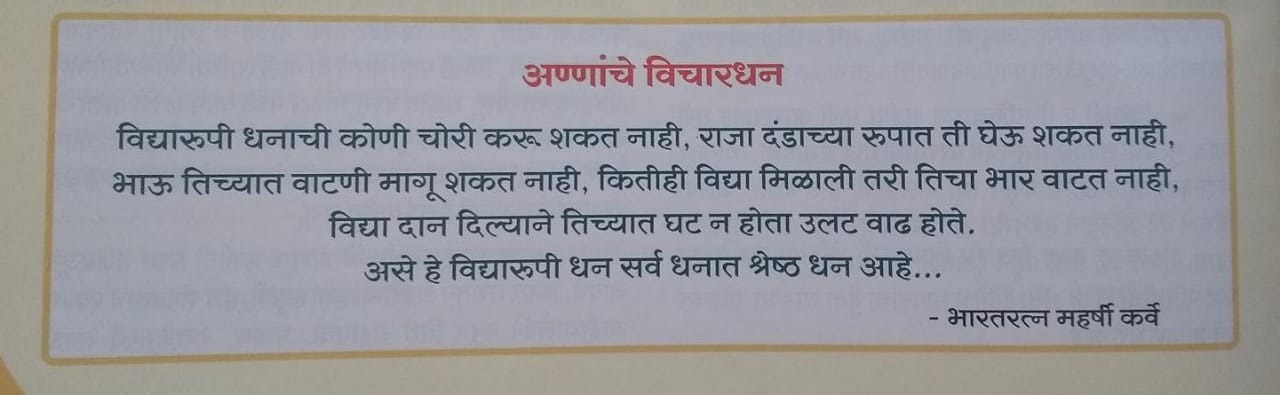 अण्णांचे विचारधन
विद्यारुपी धनाची कोणी चोरी करू शकत नाही, राजा दंडाच्या रुपात ती घेऊ शकत नाही,
भाऊ तिच्यात वाटणी मागू शकत नाही, कितीही विद्या मिळाली तरी तिचा भार वाटत नाही,
विद्या दान दिल्याने तिच्यात घट न होता उलट वाढ होते.
असे हे विद्यारुपी धन सर्व धनात श्रेष्ठ धन आहे...
- भारतरत्न महर्षी कर्वे